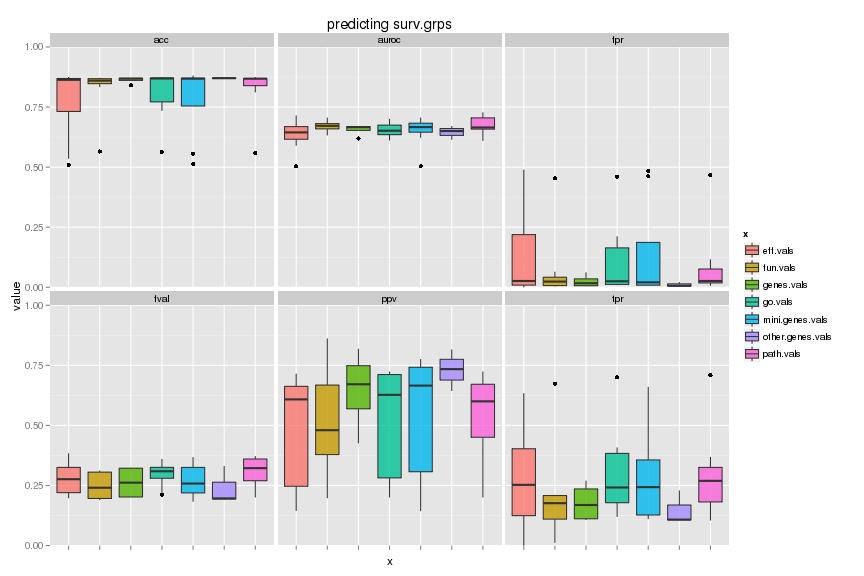 predicting surv.grps
acc
auroc
fpr
1.00
0.75
0.50
0.25
0.00
fval
ppv
tpr
1.00
0.75
0.50
0.25
0.00
value
x
x
eff.vals
fun.vals
genes.vals
go.vals
mini.genes.vals
other.genes.vals
path.vals